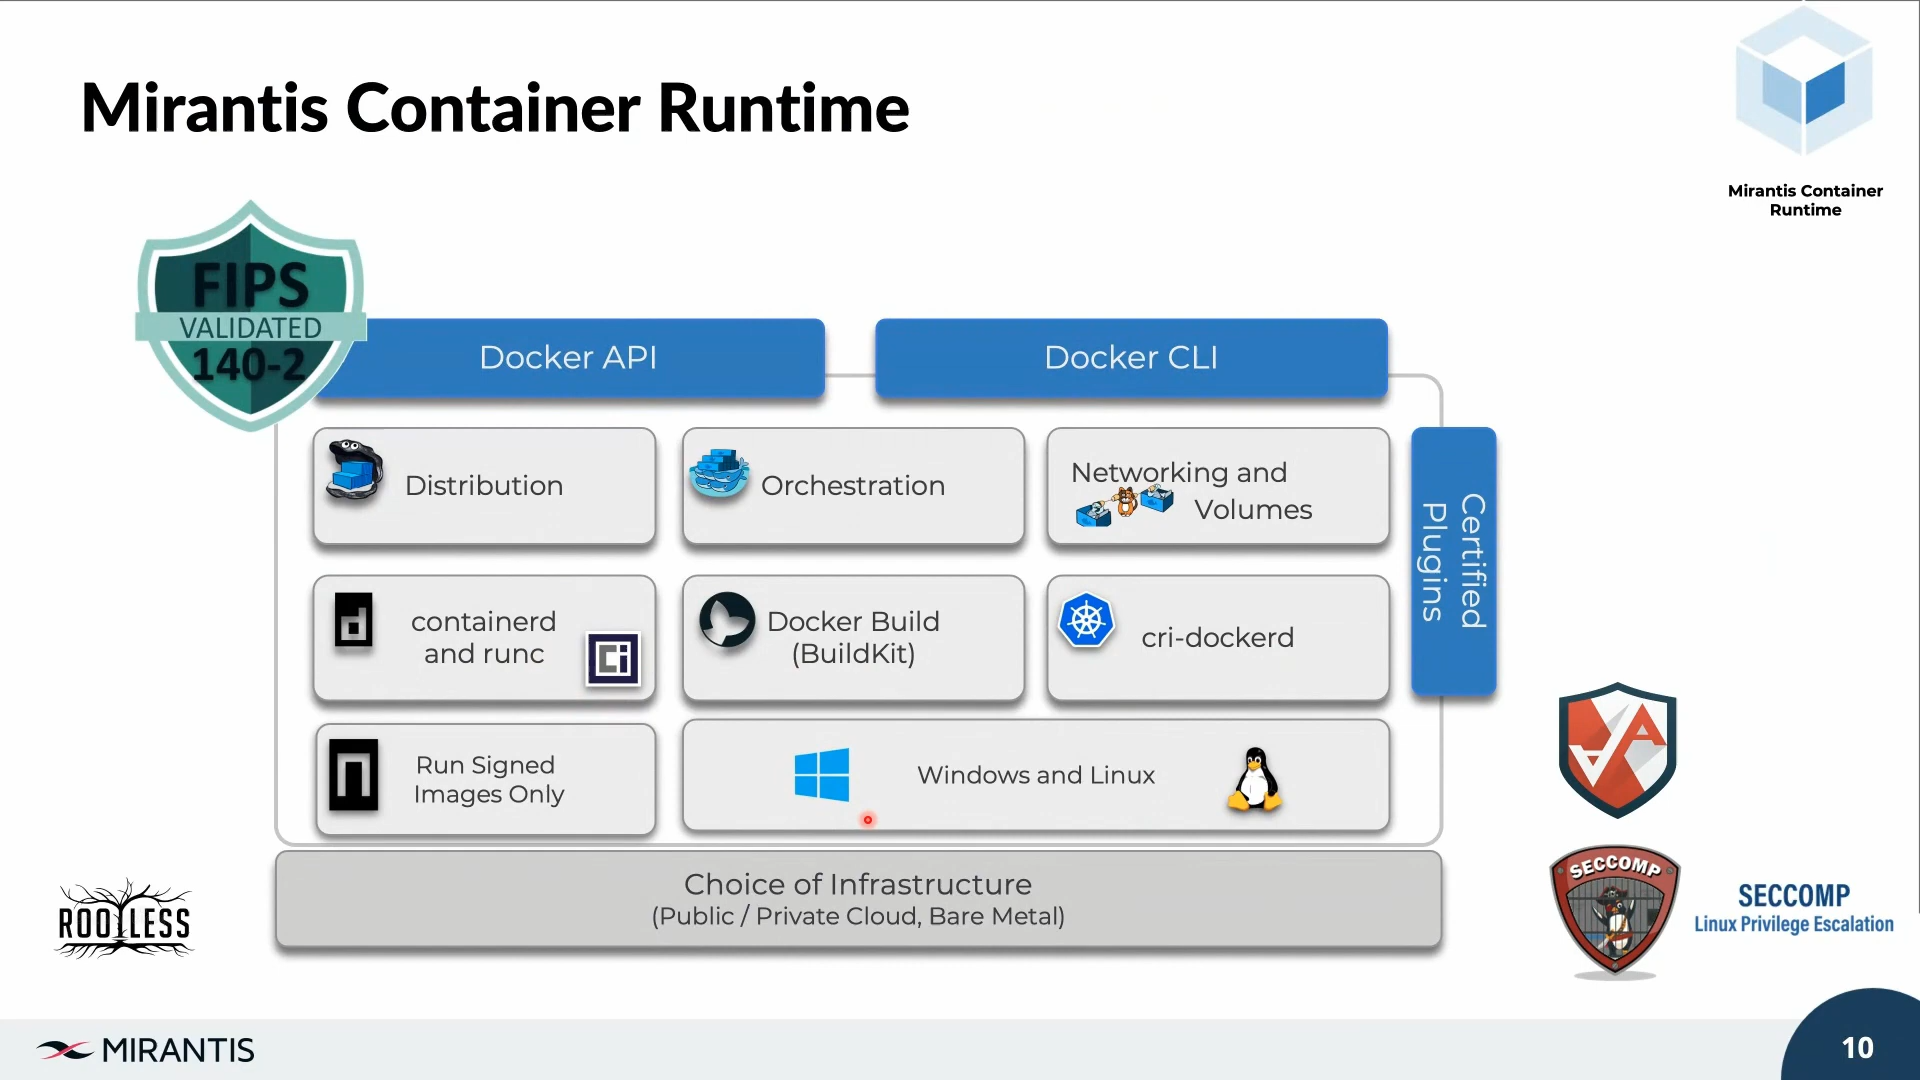 Mirantis Container Runtime
Mirantis Container
Runtime
FIPS
VALIDATED
140-2
Docker API
Docker CLI
Distribution
Orchestration
Networking and
Volumes
Certified
Plugins
containerd
and runc
Ci
Docker Build
(BuildKit)
cri-dockerd
Run Signed
Images Only
Windows and Linux
Choice of Infrastructure
(Public / Private Cloud, Bare Metal)
ROOTLESS
SECCOMP
SECCOMP
Linux Privilege Escalation
MIRANTIS
10